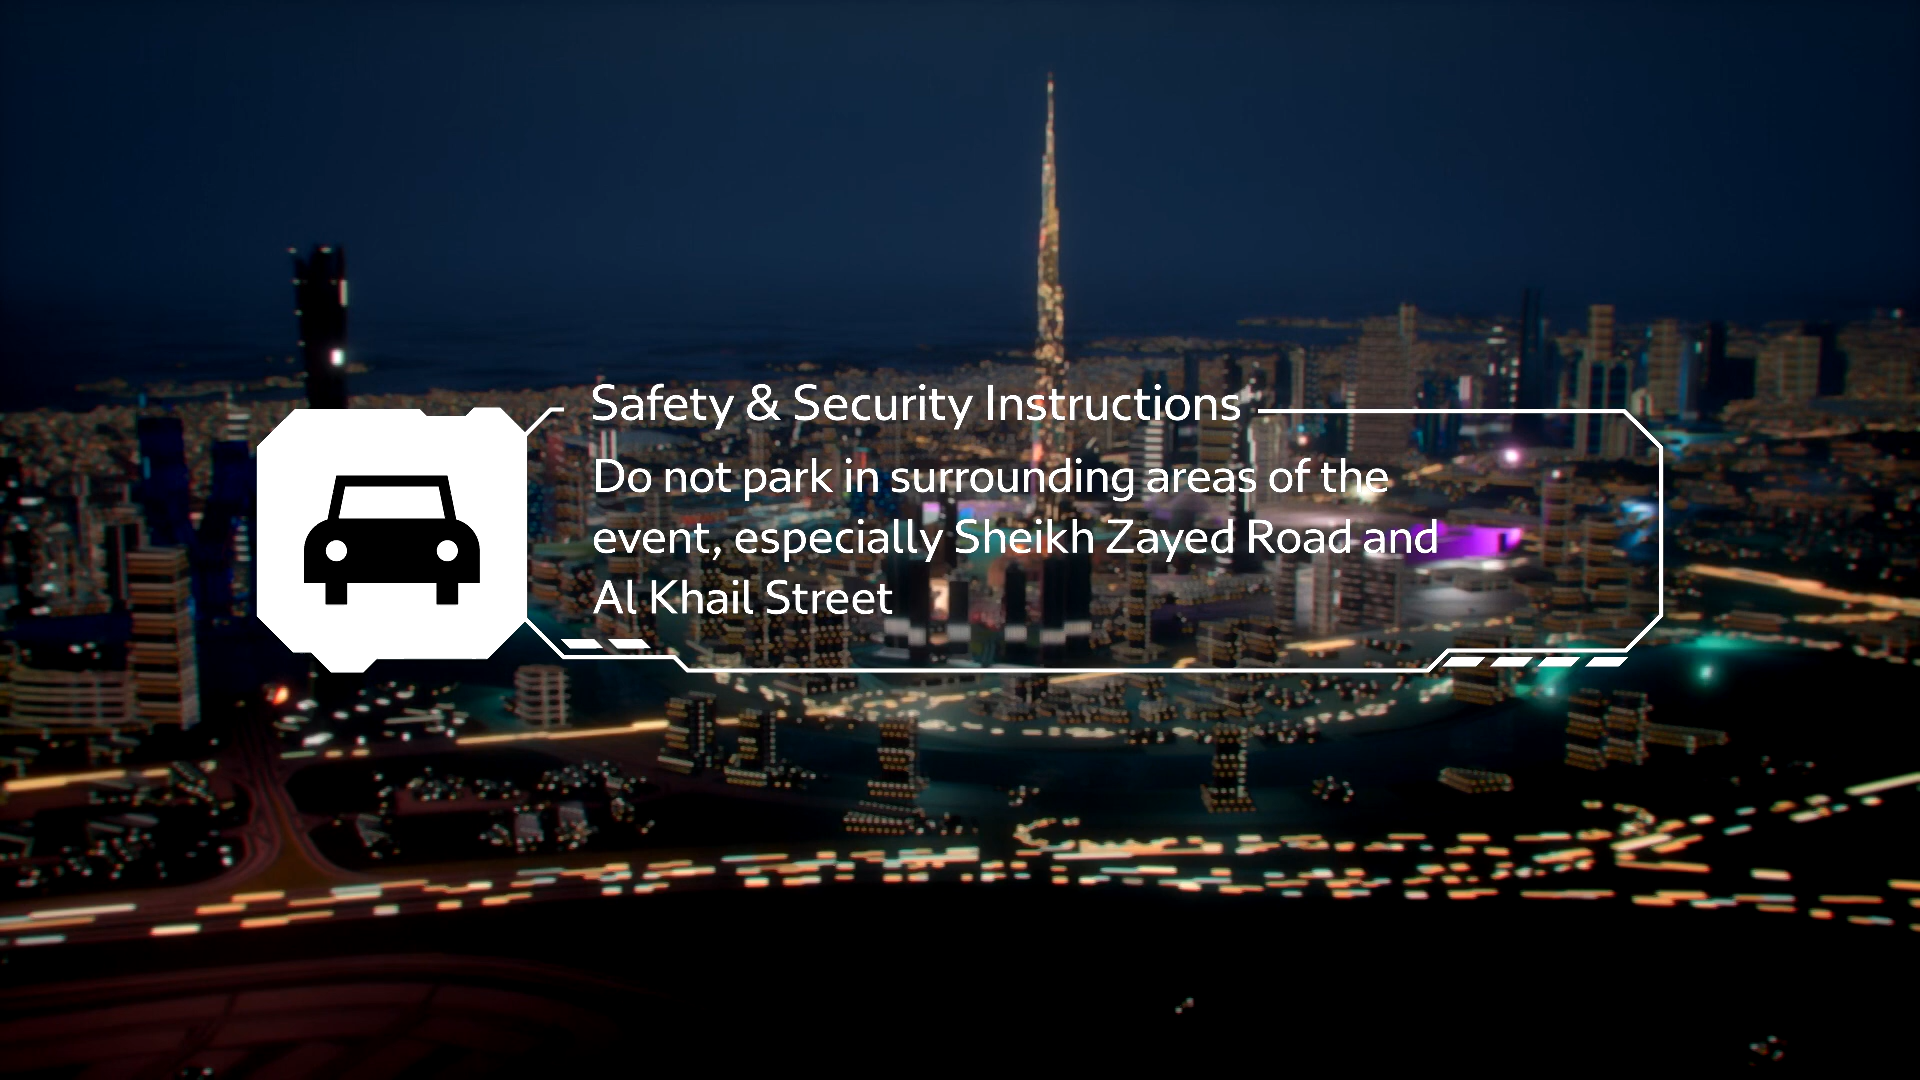 Safety & Security Instructions
Do not park in surrounding areas of the
event, especially Sheikh Zayed Road and
Al Khail Street